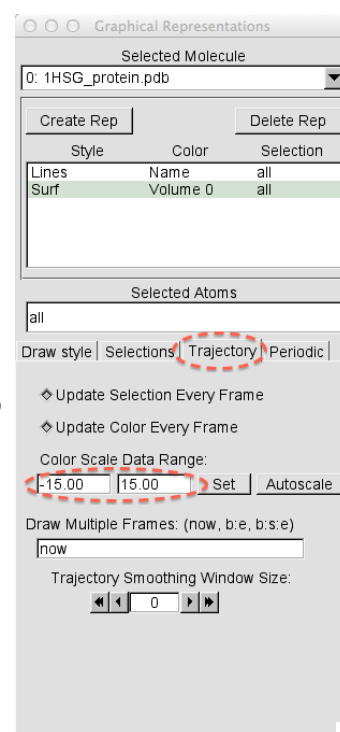 Graphical Representations
Selected Molecule
0: 1HSG_protein.pdb
Create Rep Delete Rep
Style Color Selection
Lines Name all
Surf Volume 0 all
Selected Atoms
all
Draw style Selections Trajectory Periodic
Update Selection Every Frame
Update Color Every Frame
Color Scale Data Range:
-15.00 15.00 Set Autoscale
Draw Multiple Frames: (now, b:e, b:s:e)
now
Trajectory Smoothing Window Size:
0